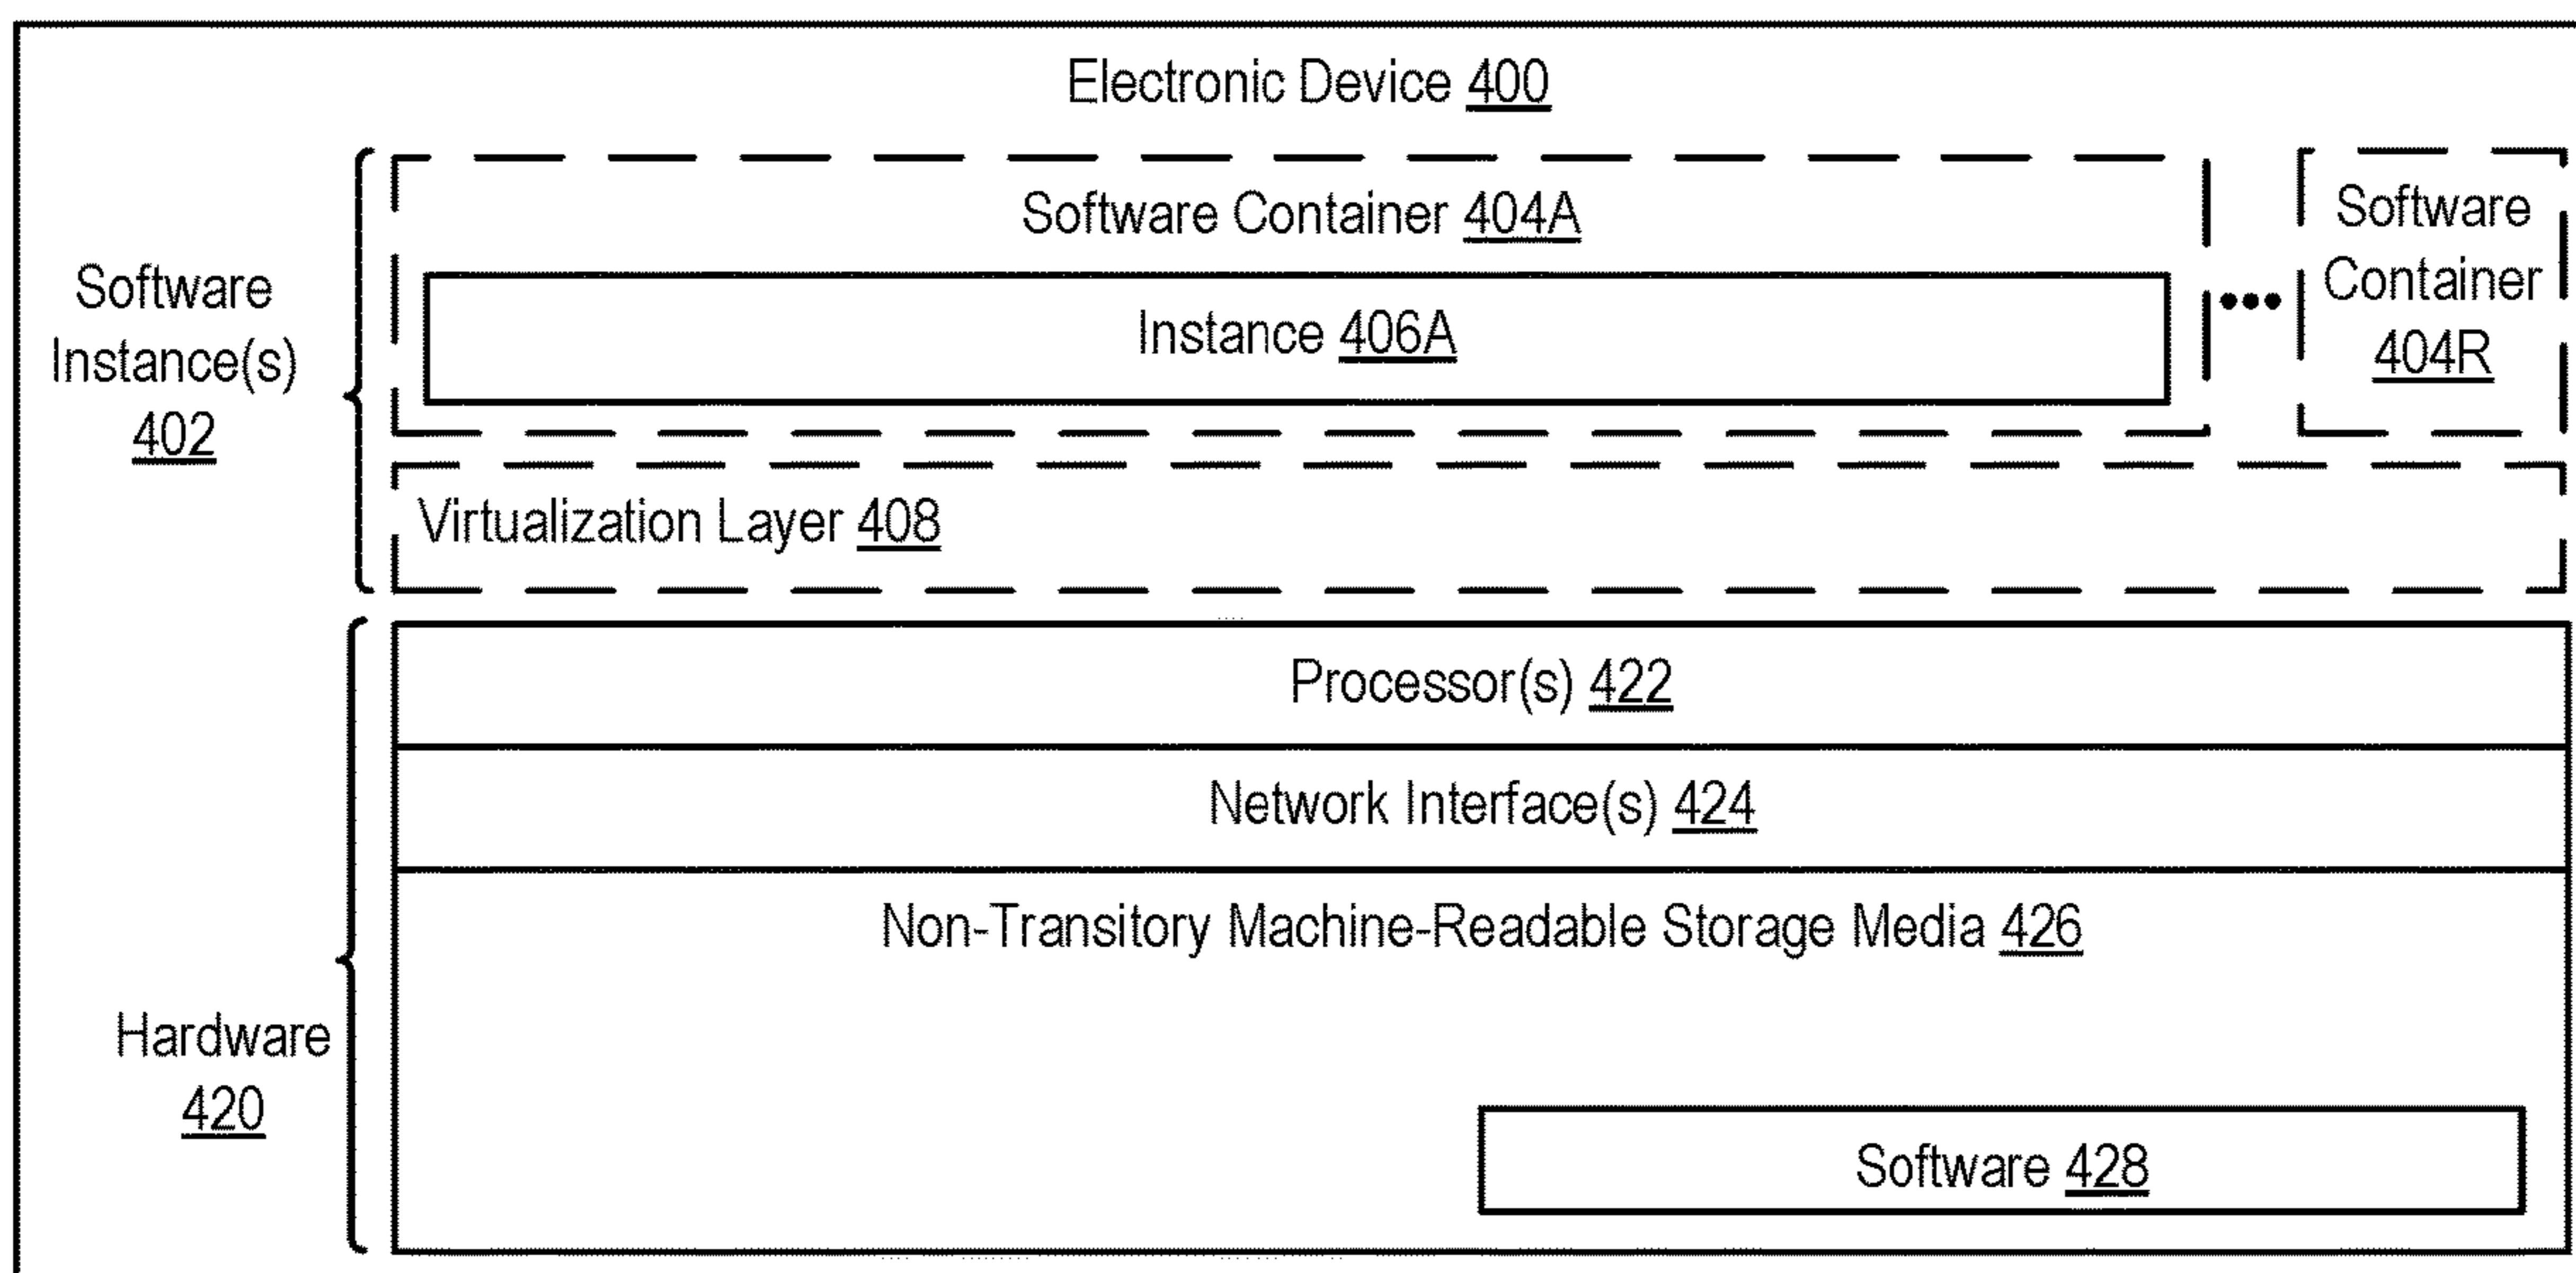 Electronic Device 400
Software Container 404A
Instance 406A
•••
Software
Container
404R
Software
Instance(s)
402
Virtualization Layer 408
Processor(s) 422
Network Interface(s) 424
Non-Transitory Machine-Readable Storage Media 426
Hardware
420
Software 428